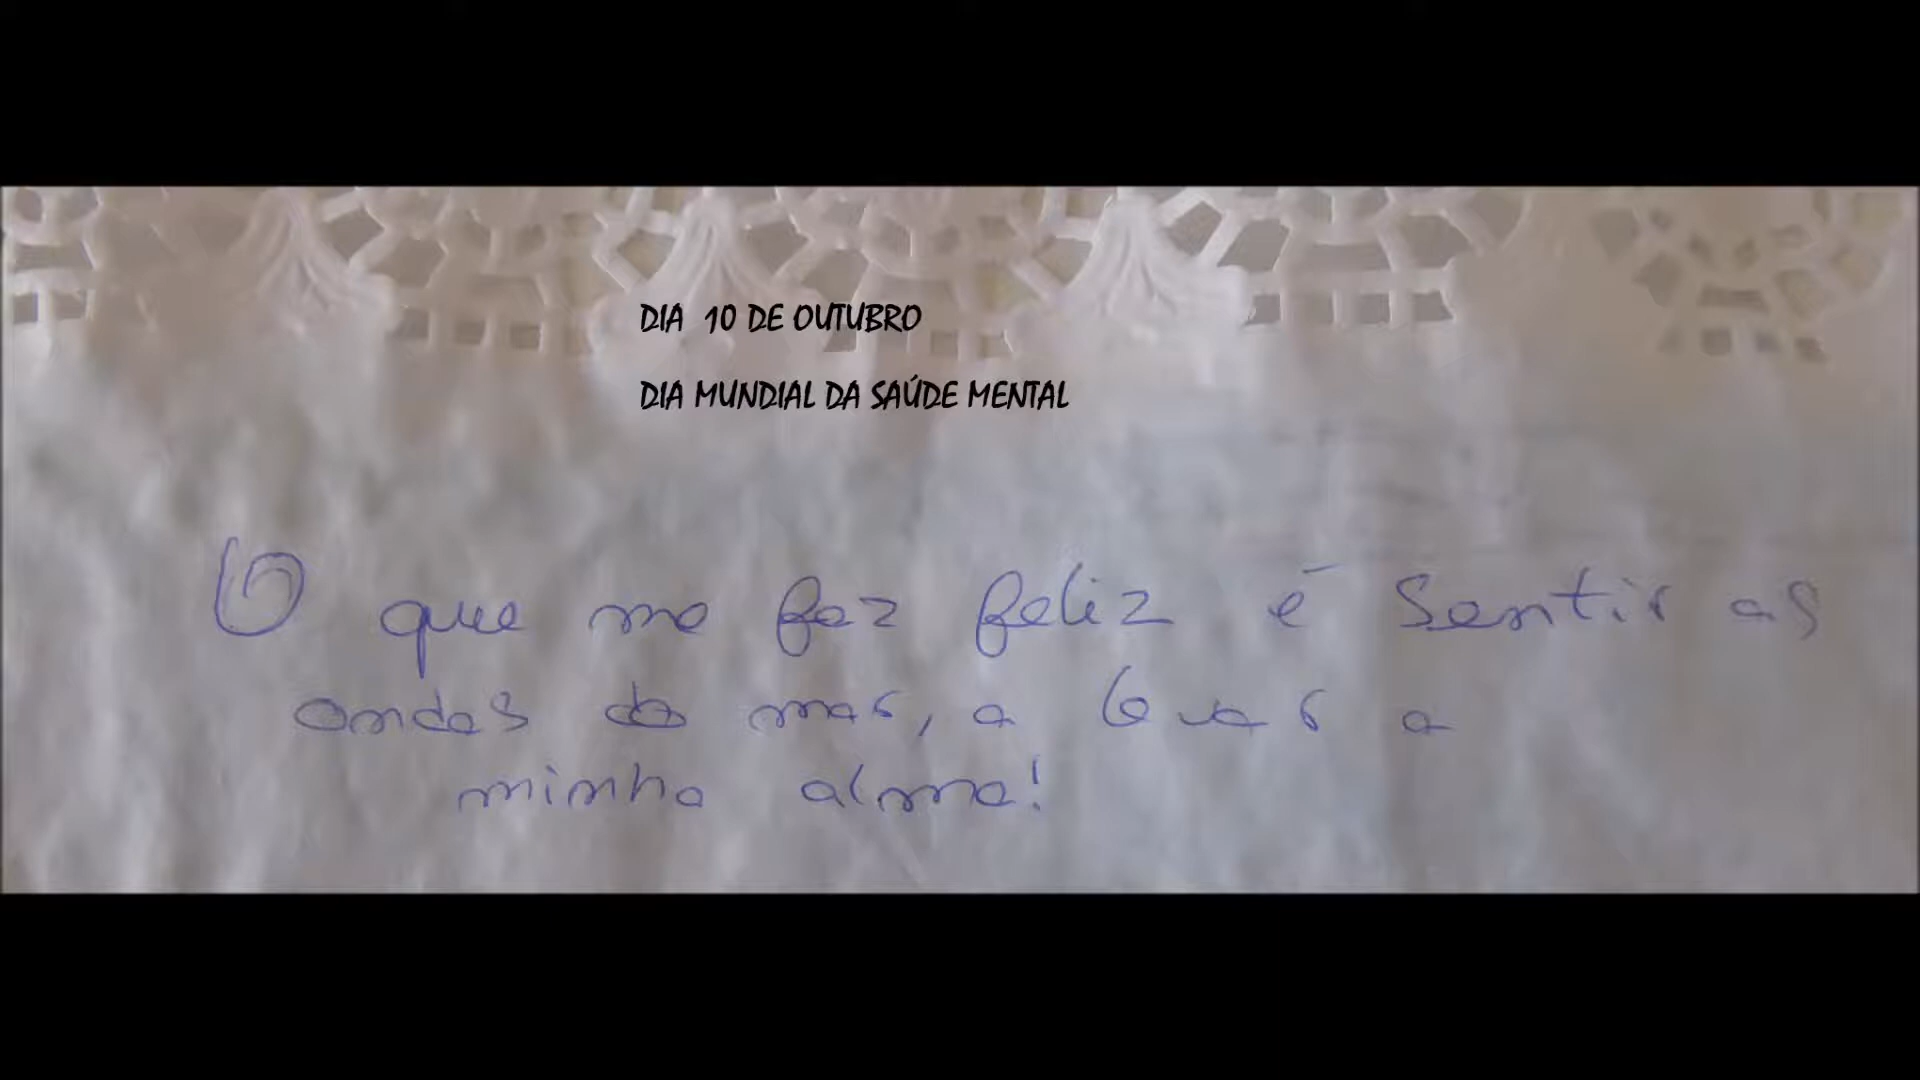 DIA 10 DE OUTUBRO
DIA MUNDIAL DA SAÚDE MENTAL
O que me faz feliz é sentir as
ondas do mar, a levar a
minha alma!